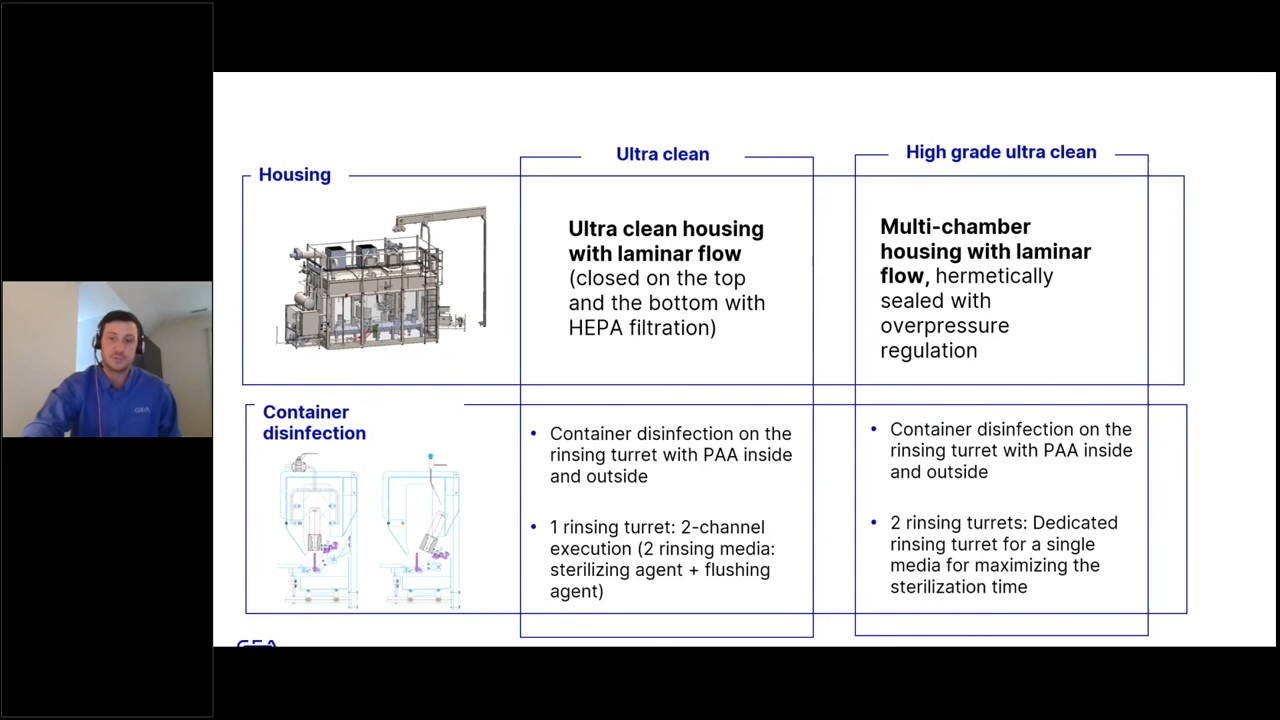 Ultra clean
High grade ultra clean
Housing
Ultra clean housing
with laminar flow
(closed on the top
and the bottom with
HEPA filtration)
Multi-chamber
housing with laminar
flow, hermetically
sealed with
overpressure
regulation
Container
disinfection
• Container disinfection on the
rinsing turret with PAA inside
and outside
• 1 rinsing turret: 2-channel
execution (2 rinsing media:
sterilizing agent + flushing
agent)
• Container disinfection on the
rinsing turret with PAA inside
and outside
• 2 rinsing turrets: Dedicated
rinsing turret for a single
media for maximizing the
sterilization time
GEA
GEA